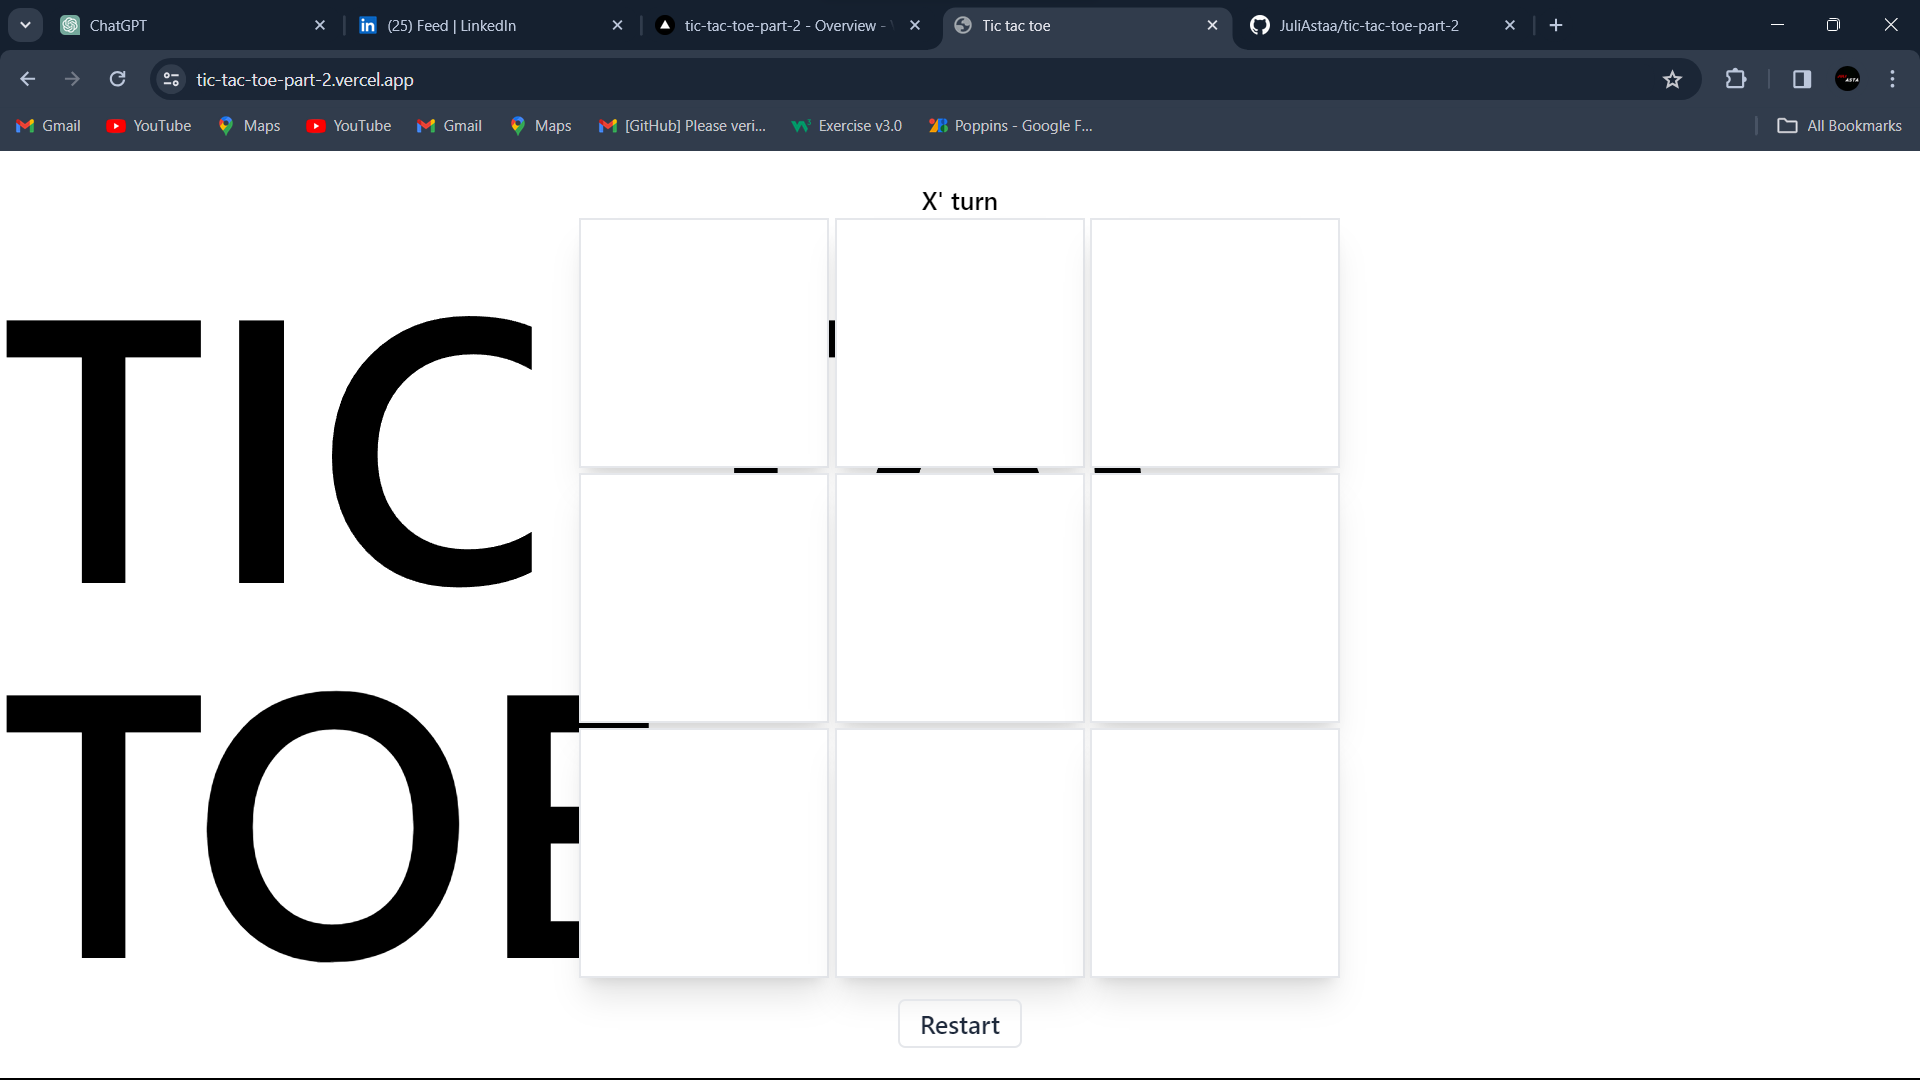 ChatGPT
(25) Feed | LinkedIn
tic-tac-toe-part-2 - Overview -
Tic tac toe
JuliAstaa/tic-tac-toe-part-2
tic-tac-toe-part-2.vercel.app
Gmail
YouTube
Maps
YouTube
Gmail
Maps
[GitHub] Please veri...
Exercise v3.0
Poppins - Google F...
All Bookmarks
X' turn
TIC
TOE
Restart